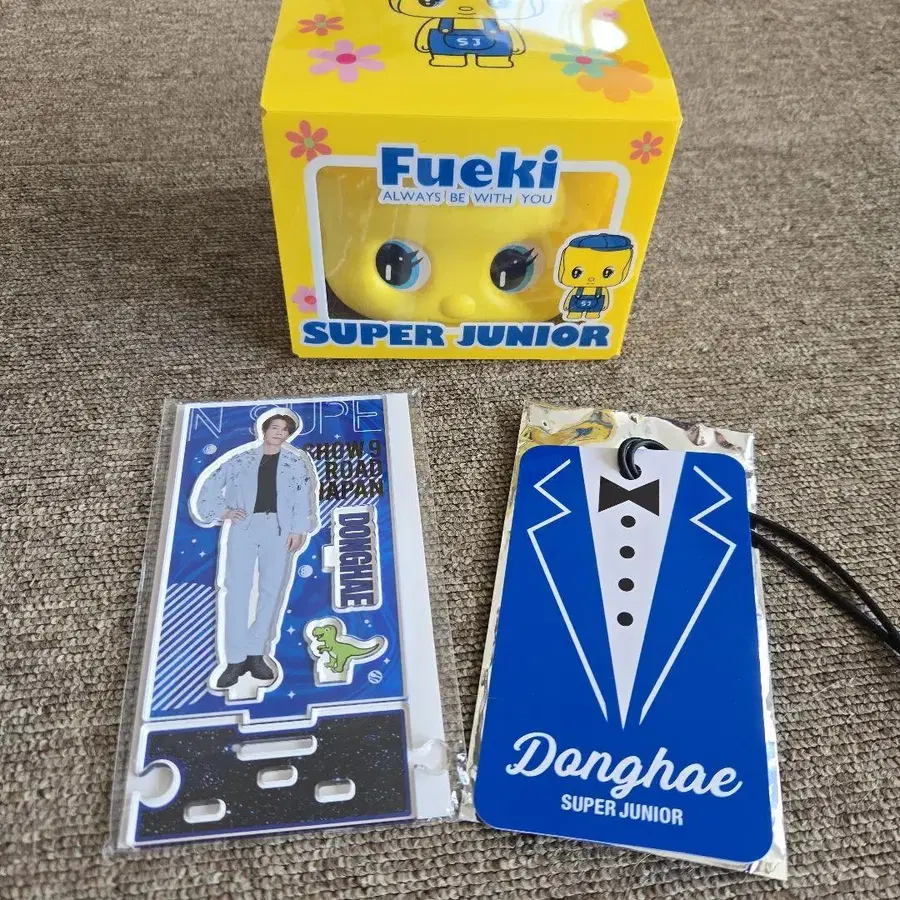 SJ
Fueki
ALWAYS BE WITH YOU
SJ
SUPER JUNIOR
N SUPE
SHOW 9
ROAD
JAPAN
DONGHAE
Donghae
SUPER JUNIOR